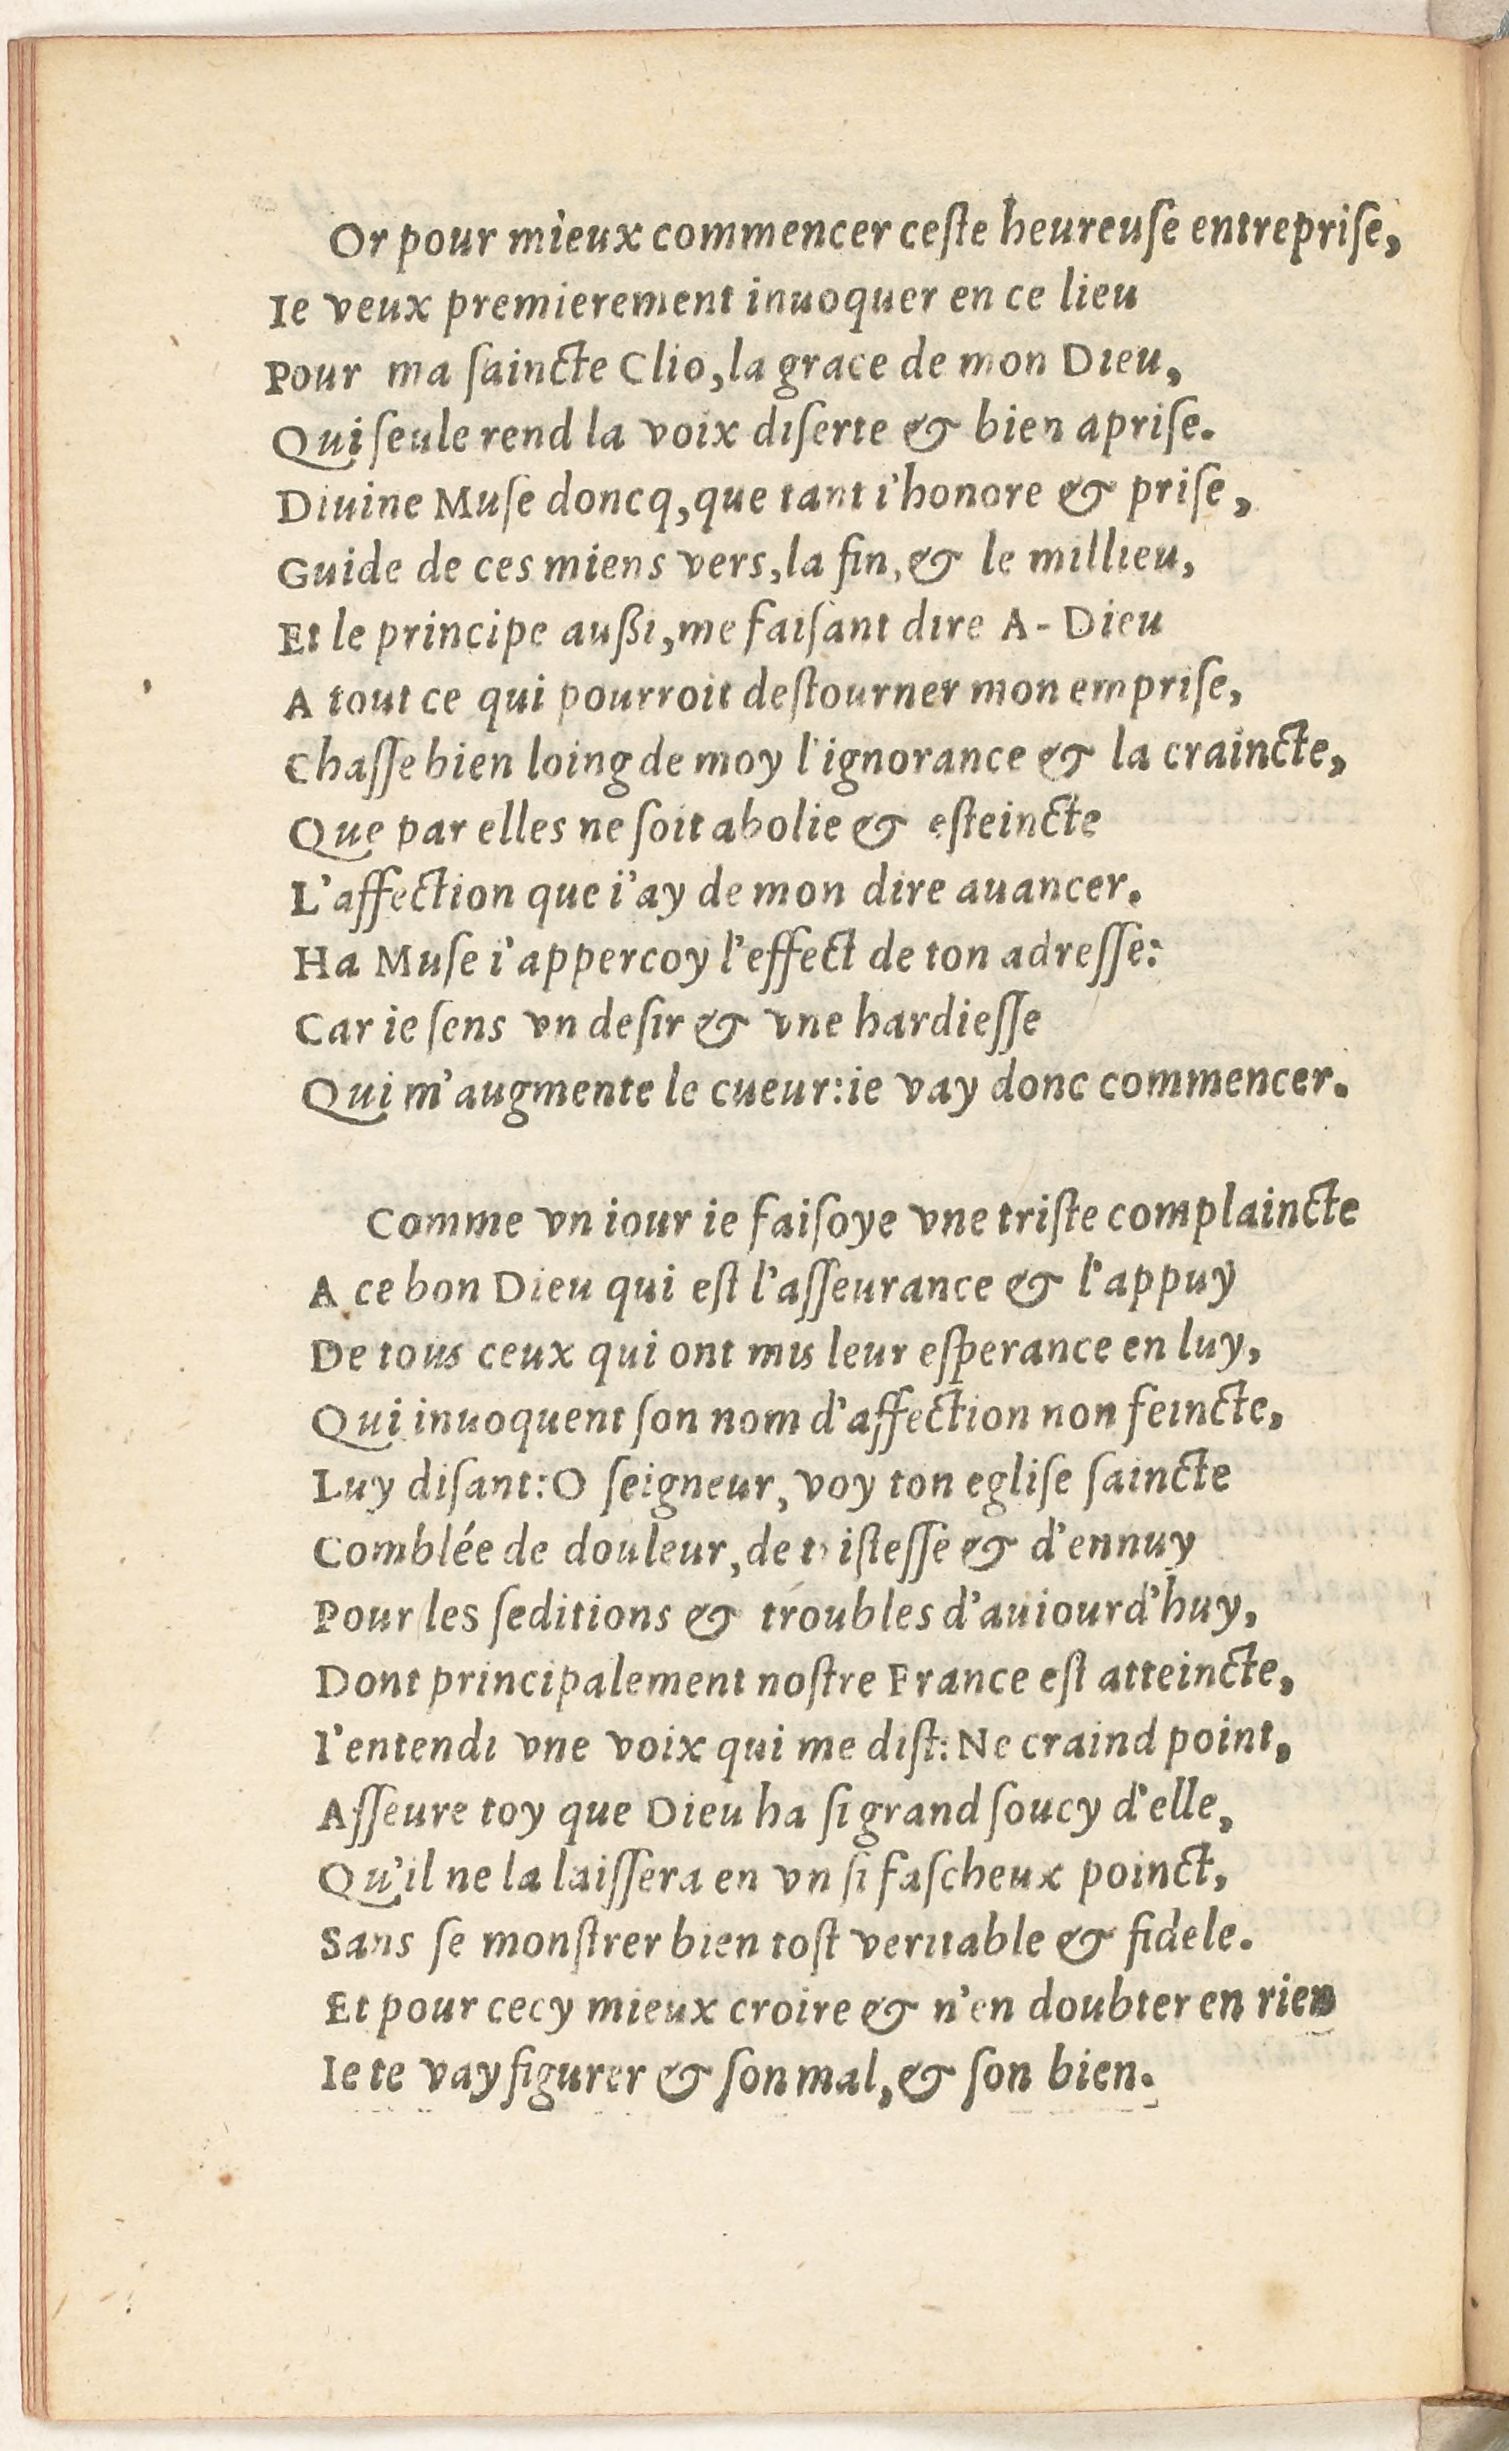 Or pour mieux commencer ceſte heureuſe entrepriſe,
Ie veux premierement inuoquer en ce lieu
Pour ma ſaincte Clio, la grace de mon Dieu,
Qui ſeule rend la voix diſerte & bien apriſe.
Diuine Muſe doncq, que tant i'honore & priſe,
Guide de ces miens vers, la fin, & le millieu,
Et le principe außi, me faiſant dire A-Dieu
A tout ce qui pourroit deſtourner mon empriſe,
Chaſſe bien loing de moy l'ignorance & la craincte,
Que par elles ne ſoit abolie & eſteincte
L'affection que i'ay de mon dire auancer.
Ha Muſe i'appercoy l'effect de ton adreſſe:
Car ie ſens vn deſir & vne hardieſſe
Qui m'augmente le cueur: ie vay donc commencer.
Comme vn iour ie faiſoye vne triſte complaincte
A ce bon Dieu qui eſt l'aſſeurance & l'appuy
De tous ceux qui ont mis leur eſperance en luy,
Qui inuoquent ſon nom d'affection non feincte,
Luy diſant: O ſeigneur, voy ton egliſe ſaincte
Comblée de douleur, de triſteſſe & d'ennuy
Pour les ſeditions & troubles d'auiourd'huy,
Dont principalement noſtre France eſt atteincte,
I'entendi vne voix qui me diſt: Ne craind point,
Aſſeure toy que Dieu ha ſi grand ſoucy d'elle,
Qu'il ne la laiſſera en vn ſi faſcheux poinct,
Sans ſe monſtrer bien toſt veritable & fidele.
Et pour cecy mieux croire & n'en doubter en rien
Ie te vay figurer & ſon mal, & ſon bien.